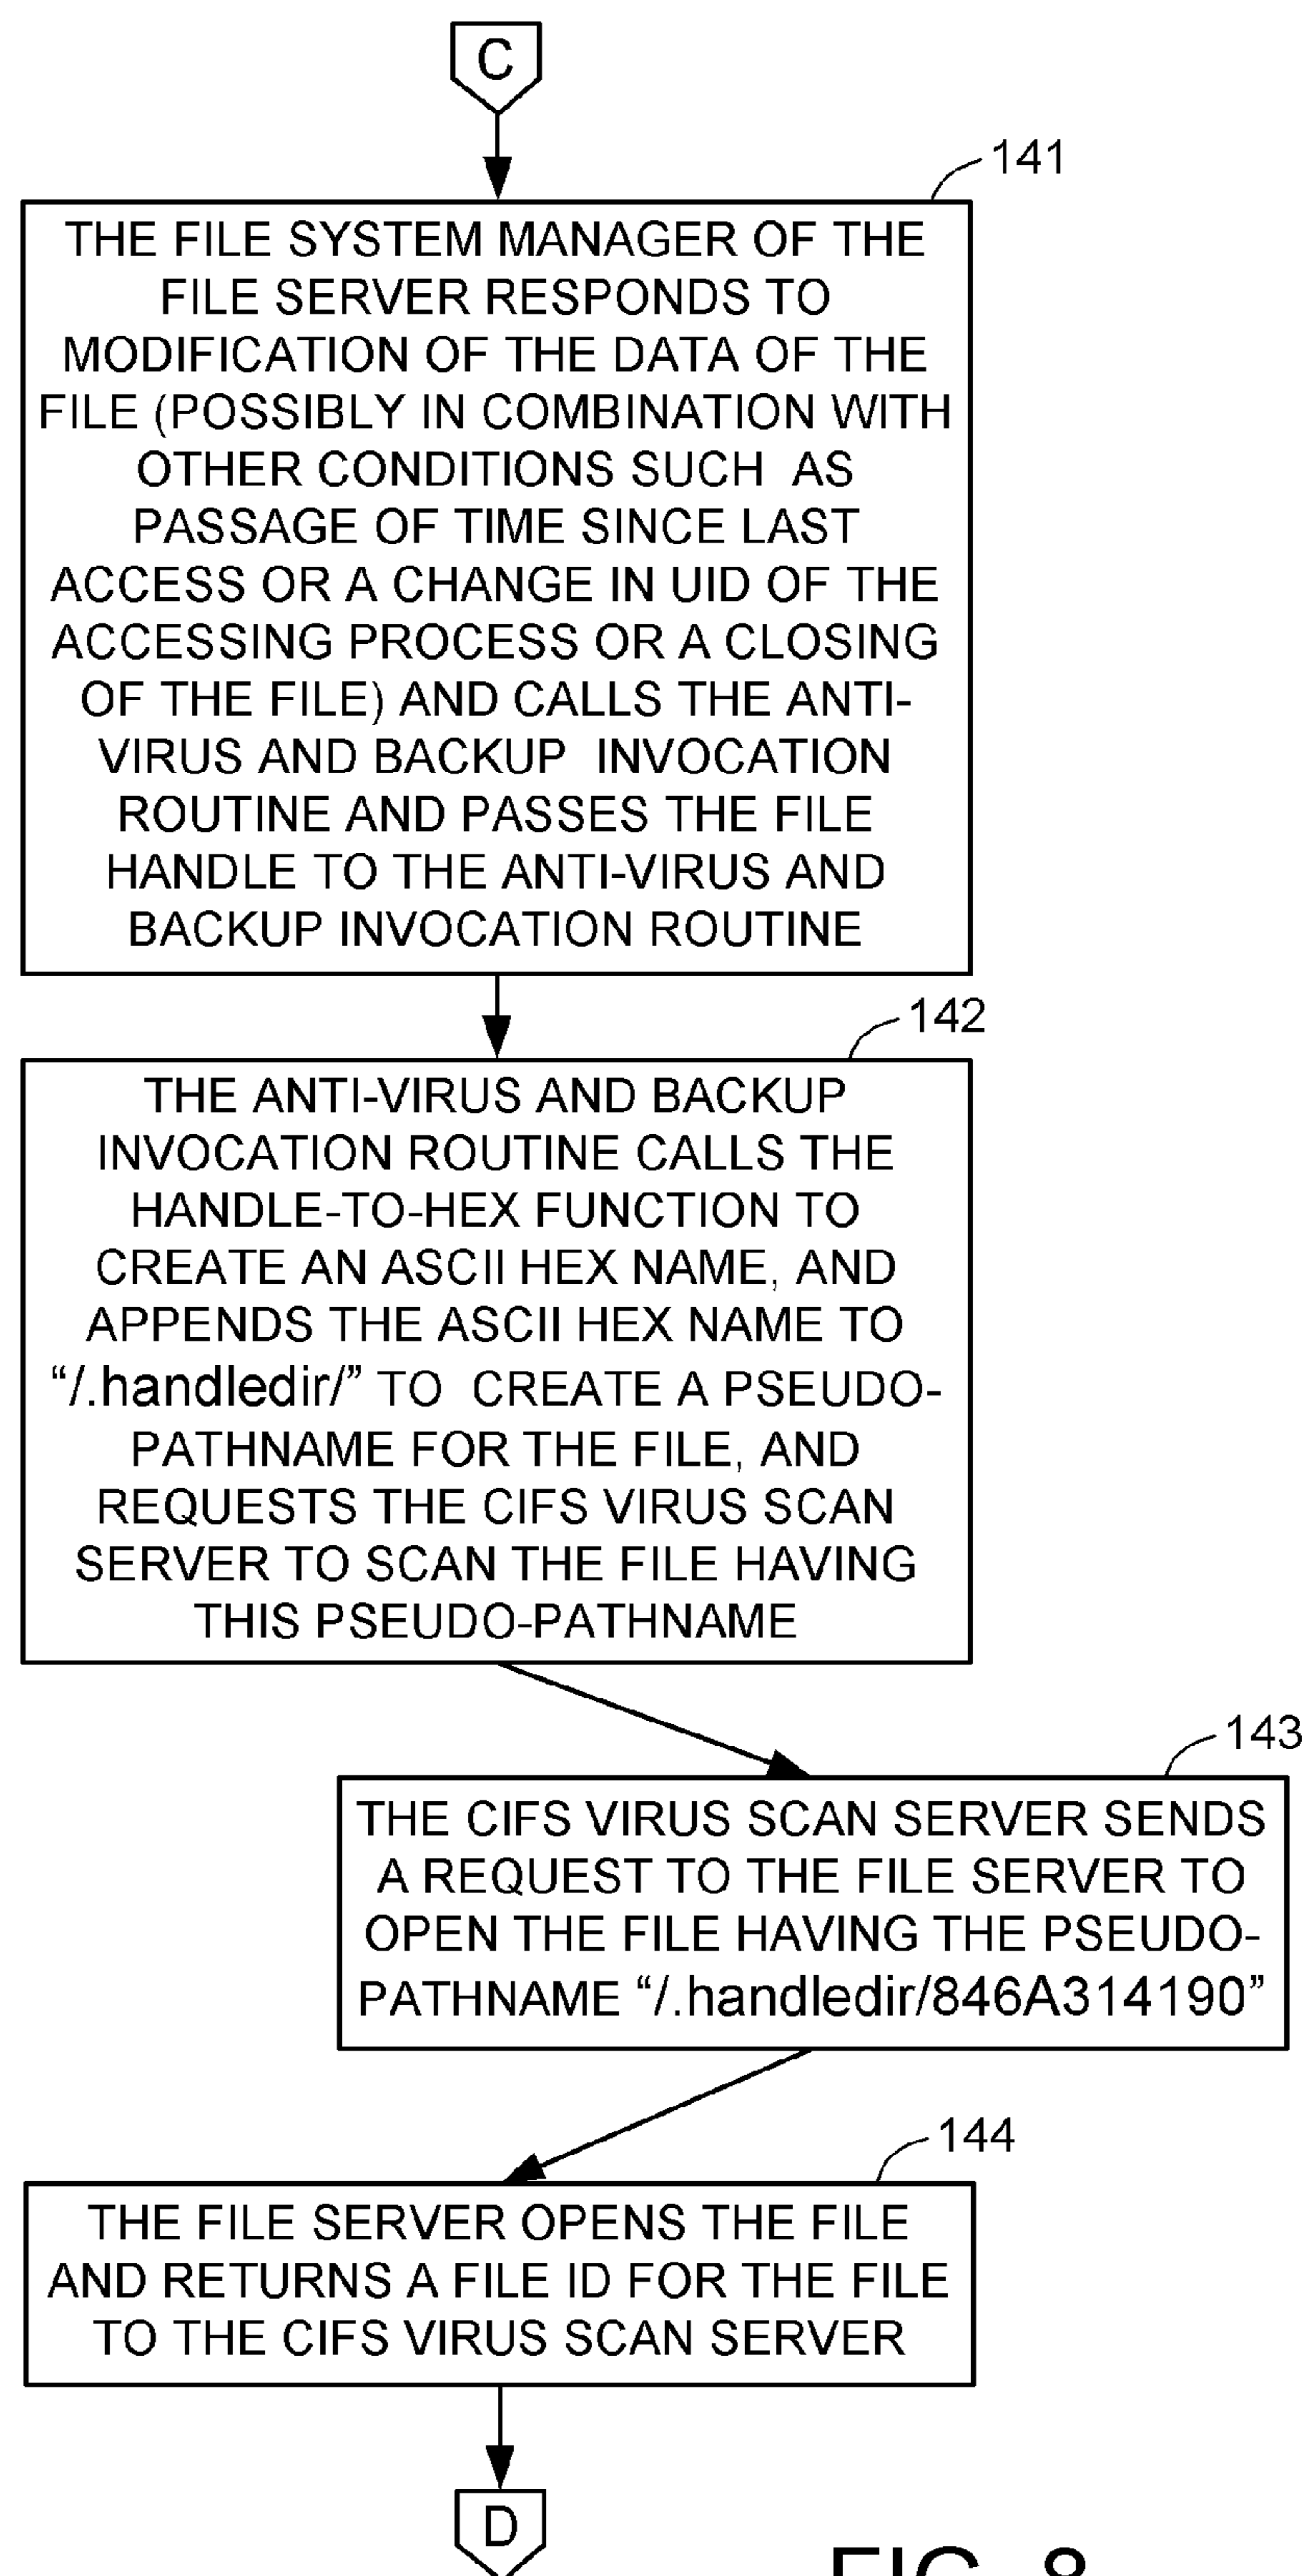 C
141
THE FILE SYSTEM MANAGER OF THE
FILE SERVER RESPONDS TO
MODIFICATION OF THE DATA OF THE
FILE (POSSIBLY IN COMBINATION WITH
OTHER CONDITIONS SUCH AS
PASSAGE OF TIME SINCE LAST
ACCESS OR A CHANGE IN UID OF THE
ACCESSING PROCESS OR A CLOSING
OF THE FILE) AND CALLS THE ANTI-
VIRUS AND BACKUP INVOCATION
ROUTINE AND PASSES THE FILE
HANDLE TO THE ANTI-VIRUS AND
BACKUP INVOCATION ROUTINE
142
THE ANTI-VIRUS AND BACKUP
INVOCATION ROUTINE CALLS THE
HANDLE-TO-HEX FUNCTION TO
CREATE AN ASCII HEX NAME, AND
APPENDS THE ASCII HEX NAME TO
“/.handledir/” TO CREATE A PSEUDO-
PATHNAME FOR THE FILE, AND
REQUESTS THE CIFS VIRUS SCAN
SERVER TO SCAN THE FILE HAVING
THIS PSEUDO-PATHNAME
143
THE CIFS VIRUS SCAN SERVER SENDS
A REQUEST TO THE FILE SERVER TO
OPEN THE FILE HAVING THE PSEUDO-
PATHNAME “/.handledir/846A314190”
144
THE FILE SERVER OPENS THE FILE
AND RETURNS A FILE ID FOR THE FILE
TO THE CIFS VIRUS SCAN SERVER
D
FIG. 8